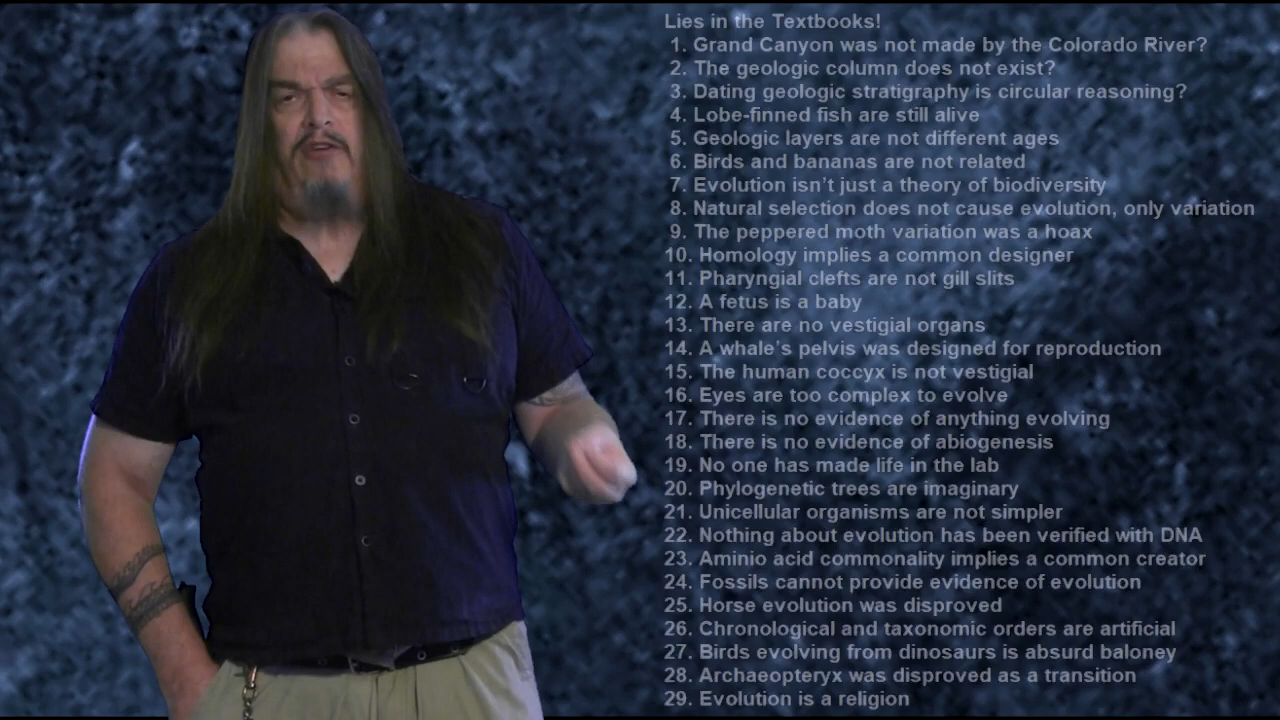 Lies in the Textbooks!
1. Grand Canyon was not made by the Colorado River?
2. The geologic column does not exist?
3. Dating geologic stratigraphy is circular reasoning?
4. Lobe-finned fish are still alive
5. Geologic layers are not different ages
6. Birds and bananas are not related
7. Evolution isn't just a theory of biodiversity
8. Natural selection does not cause evolution, only variation
9. The peppered moth variation was a hoax
10. Homology implies a common designer
11. Pharyngial clefts are not gill slits
12. A fetus is a baby
13. There are no vestigial organs
14. A whale's pelvis was designed for reproduction
15. The human coccyx is not vestigial
16. Eyes are too complex to evolve
17. There is no evidence of anything evolving
18. There is no evidence of abiogenesis
19. No one has made life in the lab
20. Phylogenetic trees are imaginary
21. Unicellular organisms are not simpler
22. Nothing about evolution has been verified with DNA
23. Aminio acid commonality implies a common creator
24. Fossils cannot provide evidence of evolution
25. Horse evolution was disproved
26. Chronological and taxonomic orders are artificial
27. Birds evolving from dinosaurs is absurd baloney
28. Archaeopteryx was disproved as a transition
29. Evolution is a religion